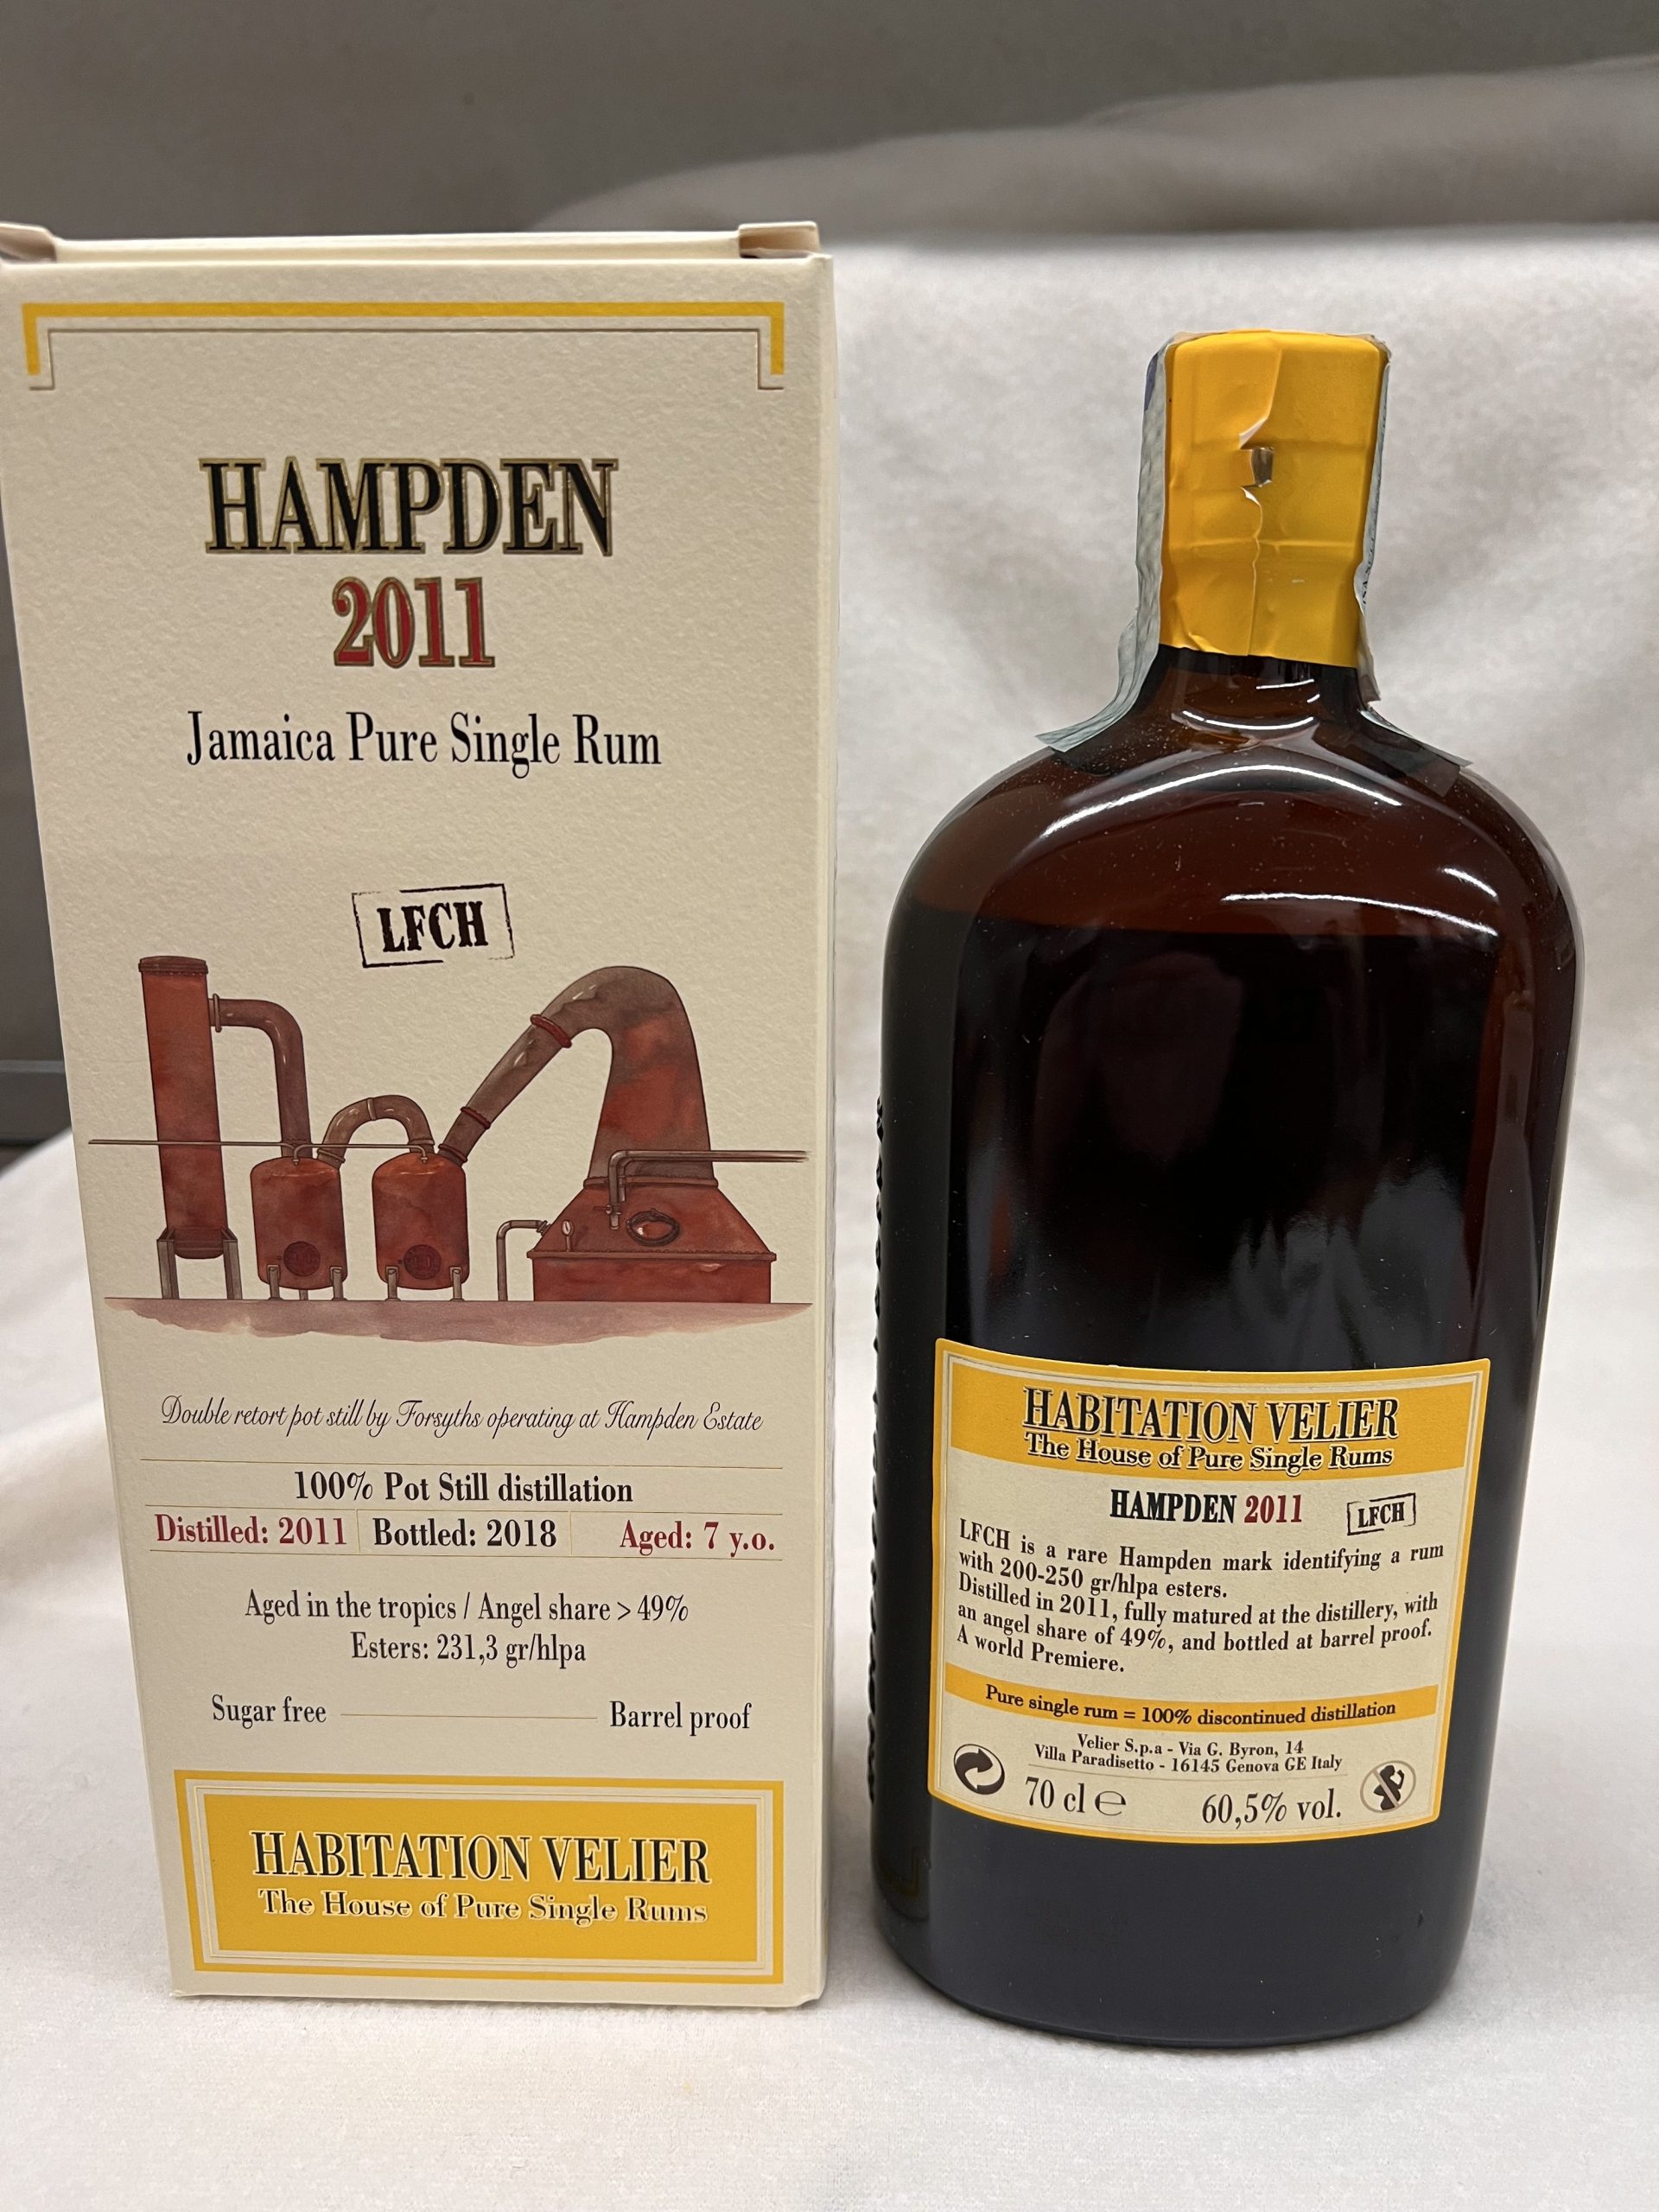 HAMPDEN
2011
Jamaica Pure Single Rum
LFCH
Double retort pot still by Forsyths operating at Hampden Estate
100% Pot Still distillation
Distilled: 2011 Bottled: 2018 Aged: 7 y.o.
Aged in the tropics / Angel share > 49%
Esters: 231,3 gr/hlpa
Sugar free Barrel proof
HABITATION VELIER
The House of Pure Single Rums
HABITATION VELIER
The House of Pure Single Rums
HAMPDEN 2011 LFCH
LFCH is a rare Hampden mark identifying a rum
with 200-250 gr/hlpa esters.
Distilled in 2011, fully matured at the distillery, with
an angel share of 49%, and bottled at barrel proof.
A world Premiere.
Pure single rum = 100% discontinued distillation
Velier S.p.a - Via G. Byron, 14
Villa Paradisetto - 16145 Genova GE Italy
70 cl ℮ 60,5% vol.